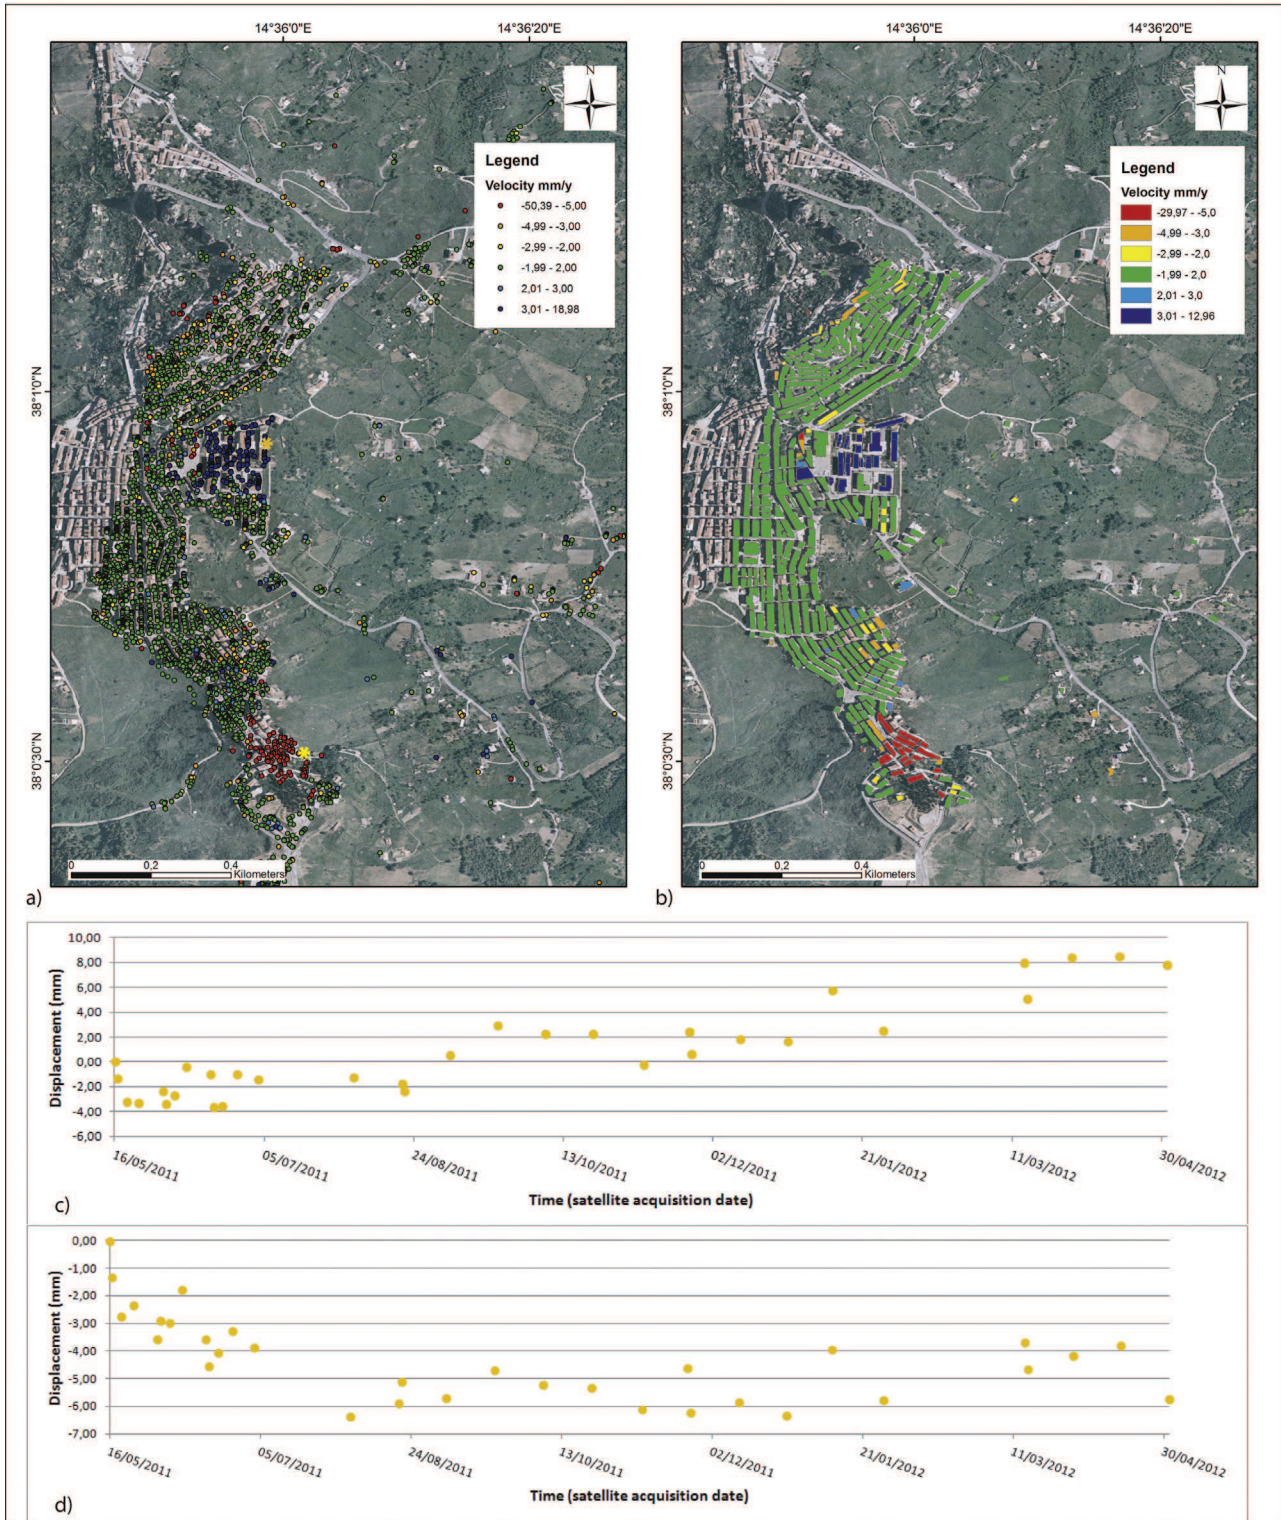 14°36'0"E
14°36'20"E
14°36'0"E
14°36'20"E
N
Legend
Velocity mm/y
-50,39 - -5,00
-4,99 - -3,00
-2,99 - -2,00
-1,99 - 2,00
2,01 - 3,00
3,01 - 18,98
N
Legend
Velocity mm/y
-29,97 - -5,0
-4,99 - -3,0
-2,99 - -2,0
-1,99 - 2,0
2,01 - 3,0
3,01 - 12,96
38°1'0"N
38°0'30"N
38°1'0"N
38°0'30"N
0
0,2
0,4
Kilometers
0
0,2
0,4
Kilometers
a)
b)
Displacement (mm)
10,00
8,00
6,00
4,00
2,00
0,00
-2,00
-4,00
-6,00
16/05/2011
05/07/2011
24/08/2011
13/10/2011
02/12/2011
21/01/2012
11/03/2012
30/04/2012
Time (satellite acquisition date)
c)
Displacement (mm)
0,00
-1,00
-2,00
-3,00
-4,00
-5,00
-6,00
-7,00
16/05/2011
05/07/2011
24/08/2011
13/10/2011
02/12/2011
21/01/2012
11/03/2012
30/04/2012
Time (satellite acquisition date)
d)